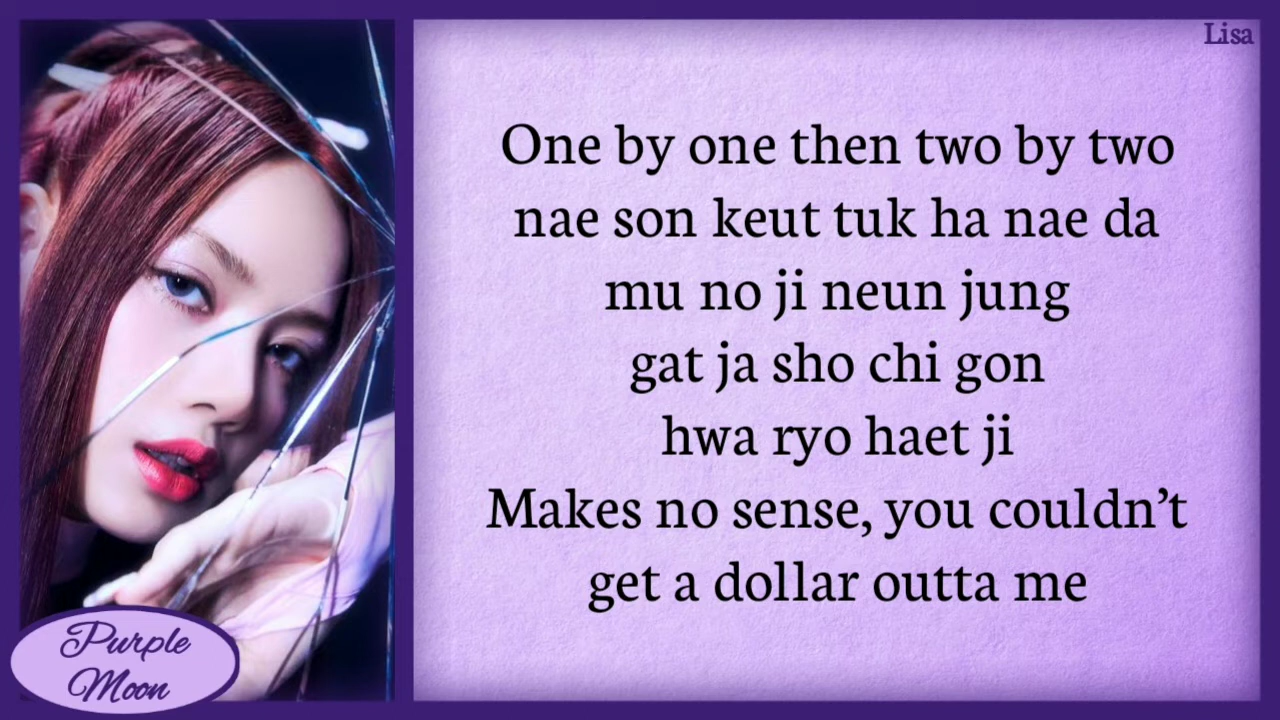 Lisa
One by one then two by two
nae son keut tuk ha nae da
mu no ji neun jung
gat ja sho chi gon
hwa ryo haet ji
Makes no sense, you couldn’t
get a dollar outta me
Purple
Moon